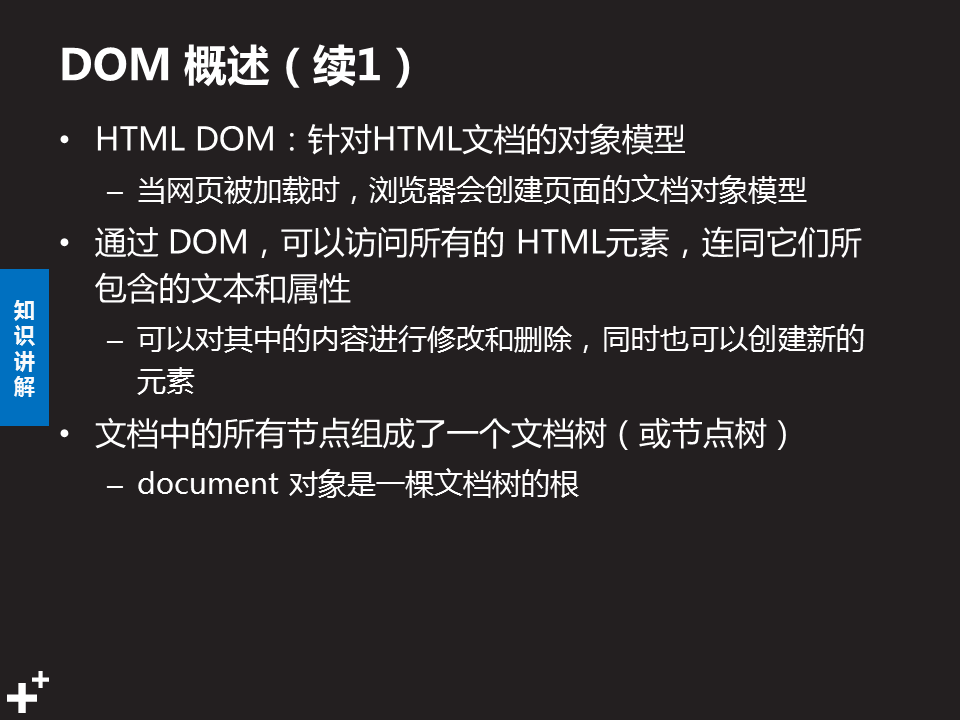 DOM 概述（续1）
• HTML DOM：针对HTML文档的对象模型
– 当网页被加载时，浏览器会创建页面的文档对象模型
• 通过 DOM，可以访问所有的 HTML元素，连同它们所
包含的文本和属性
– 可以对其中的内容进行修改和删除，同时也可以创建新的
元素
• 文档中的所有节点组成了一个文档树（或节点树）
– document 对象是一棵文档树的根
知
识
讲
解